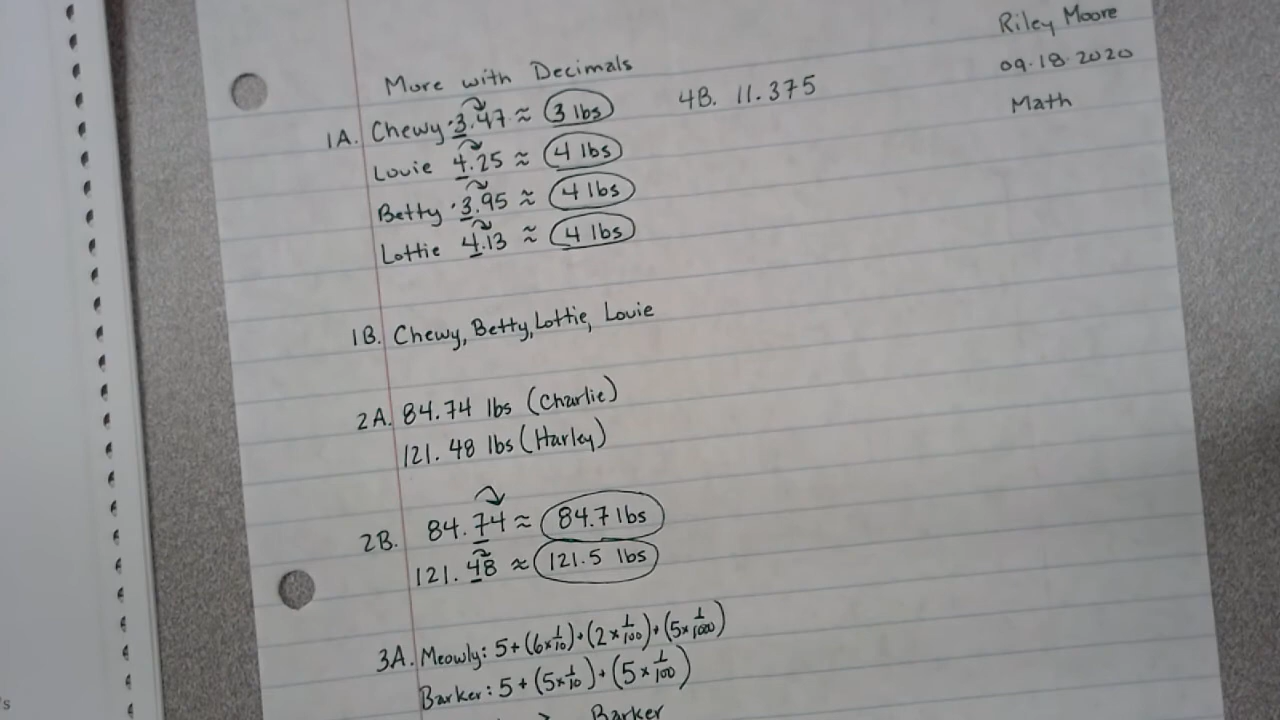 Riley Moore
09.18.2020
Math
More with Decimals
1A. Chewy · 3.47 ≈ 3 lbs
Louie 4.25 ≈ 4 lbs
Betty · 3.95 ≈ 4 lbs
Lottie 4.13 ≈ 4 lbs
4B. 11.375
1B. Chewy, Betty, Lottie, Louie
2A. 84.74 lbs (Charlie)
121.48 lbs (Harley)
2B. 84.74 ≈ 84.7 lbs
121.48 ≈ 121.5 lbs
3A. Meowly: 5 + (6 × 1/10) + (2 × 1/100) + (5 × 1/1000)
Barker: 5 + (5 × 1/10) + (5 × 1/100)
> Barker